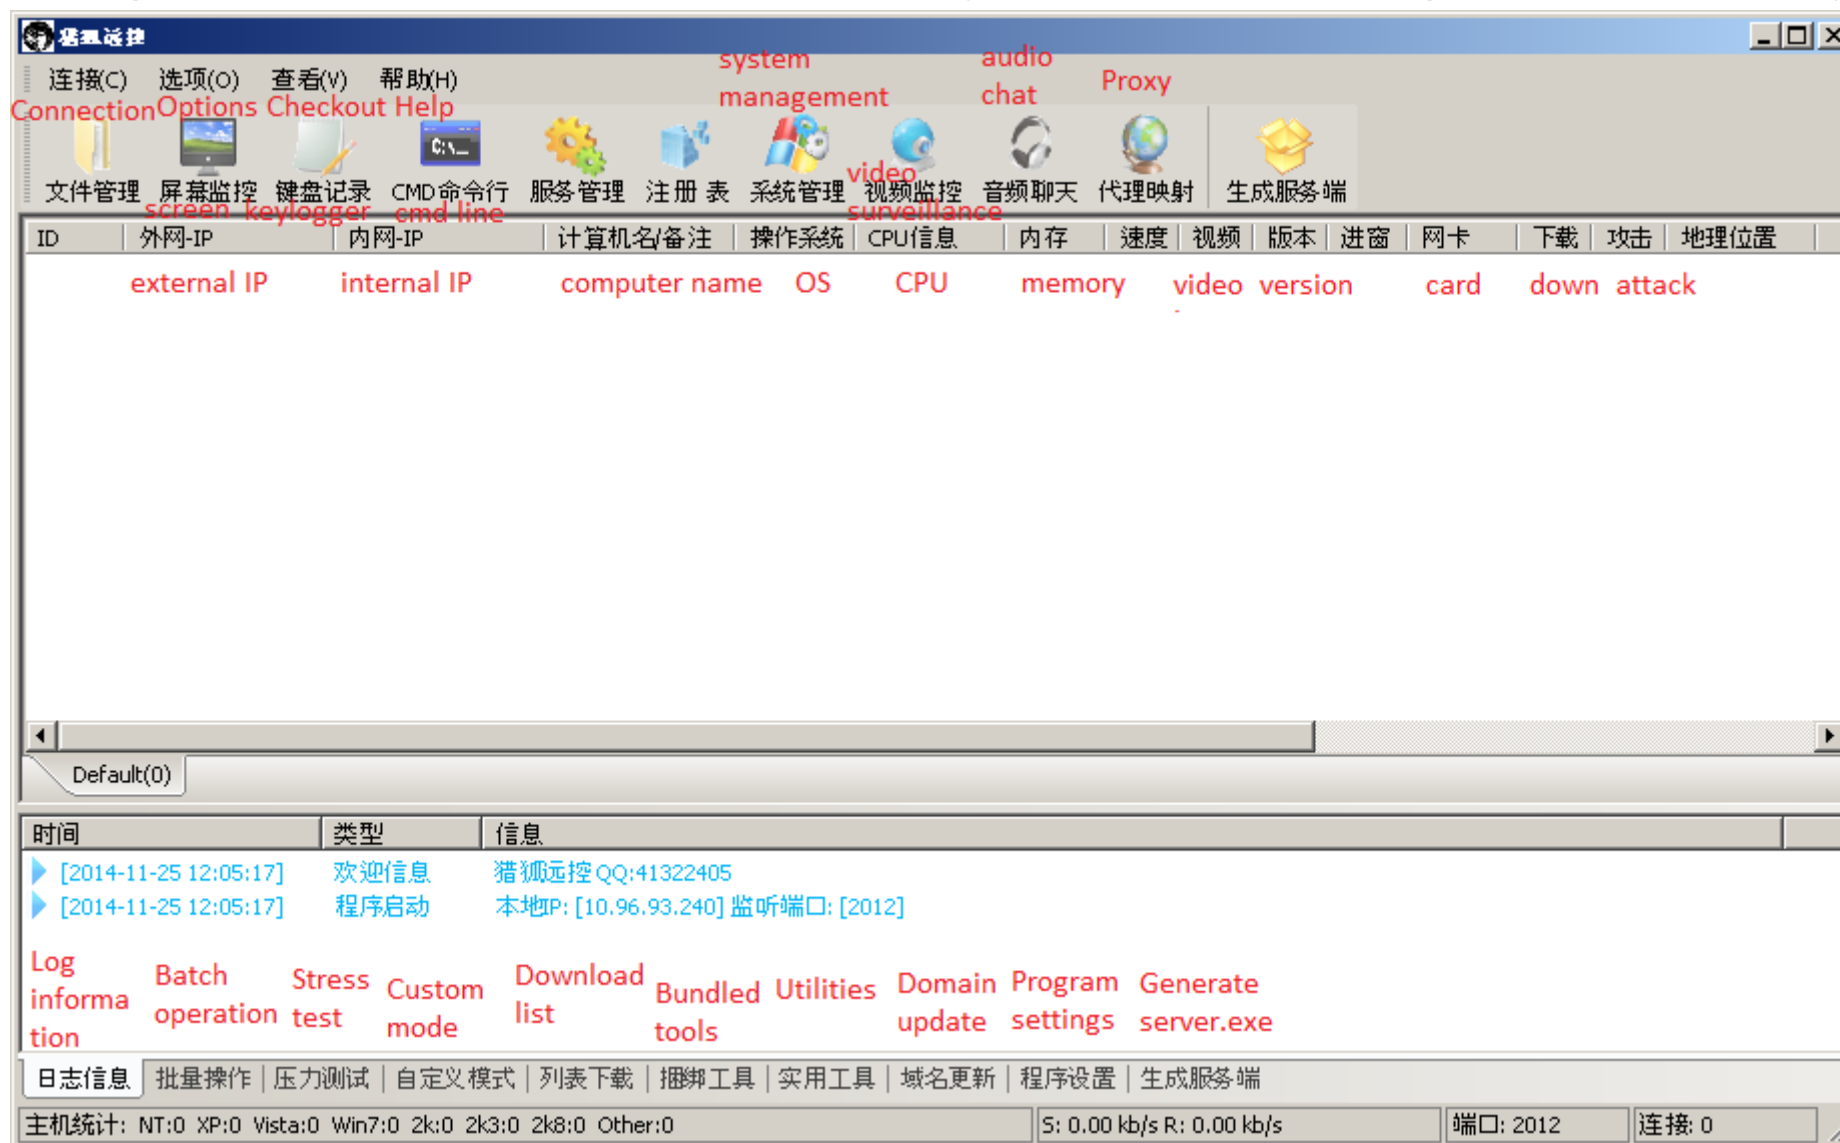 连接(C) 选项(O) 查看(V) 帮助(H)
Connection Options Checkout Help
system management
audio chat
Proxy
文件管理 屏幕监控 键盘记录 CMD命令行 服务管理 注册 表 系统管理 视频监控 音频聊天 代理映射 生成服务端
screen keylogger cmd line
video surveillance
ID 外网-IP 内网-IP 计算机名/备注 操作系统 CPU信息 内存 速度 视频 版本 进窗 网卡 下载 攻击 地理位置
external IP internal IP computer name OS CPU memory video version card down attack
Default(0)
时间 类型 信息
[2014-11-25 12:05:17] 欢迎信息 猎狐远控QQ:41322405
[2014-11-25 12:05:17] 程序启动 本地IP: [10.96.93.240] 监听端口: [2012]
Log informa tion
Batch operation
Stress test
Custom mode
Download list
Bundled tools
Utilities
Domain update
Program settings
Generate server.exe
日志信息 批量操作 压力测试 自定义模式 列表下载 捆绑工具 实用工具 域名更新 程序设置 生成服务端
主机统计: NT:0 XP:0 Vista:0 Win7:0 2k:0 2k3:0 2k8:0 Other:0 S: 0.00 kb/s R: 0.00 kb/s 端口: 2012 连接: 0